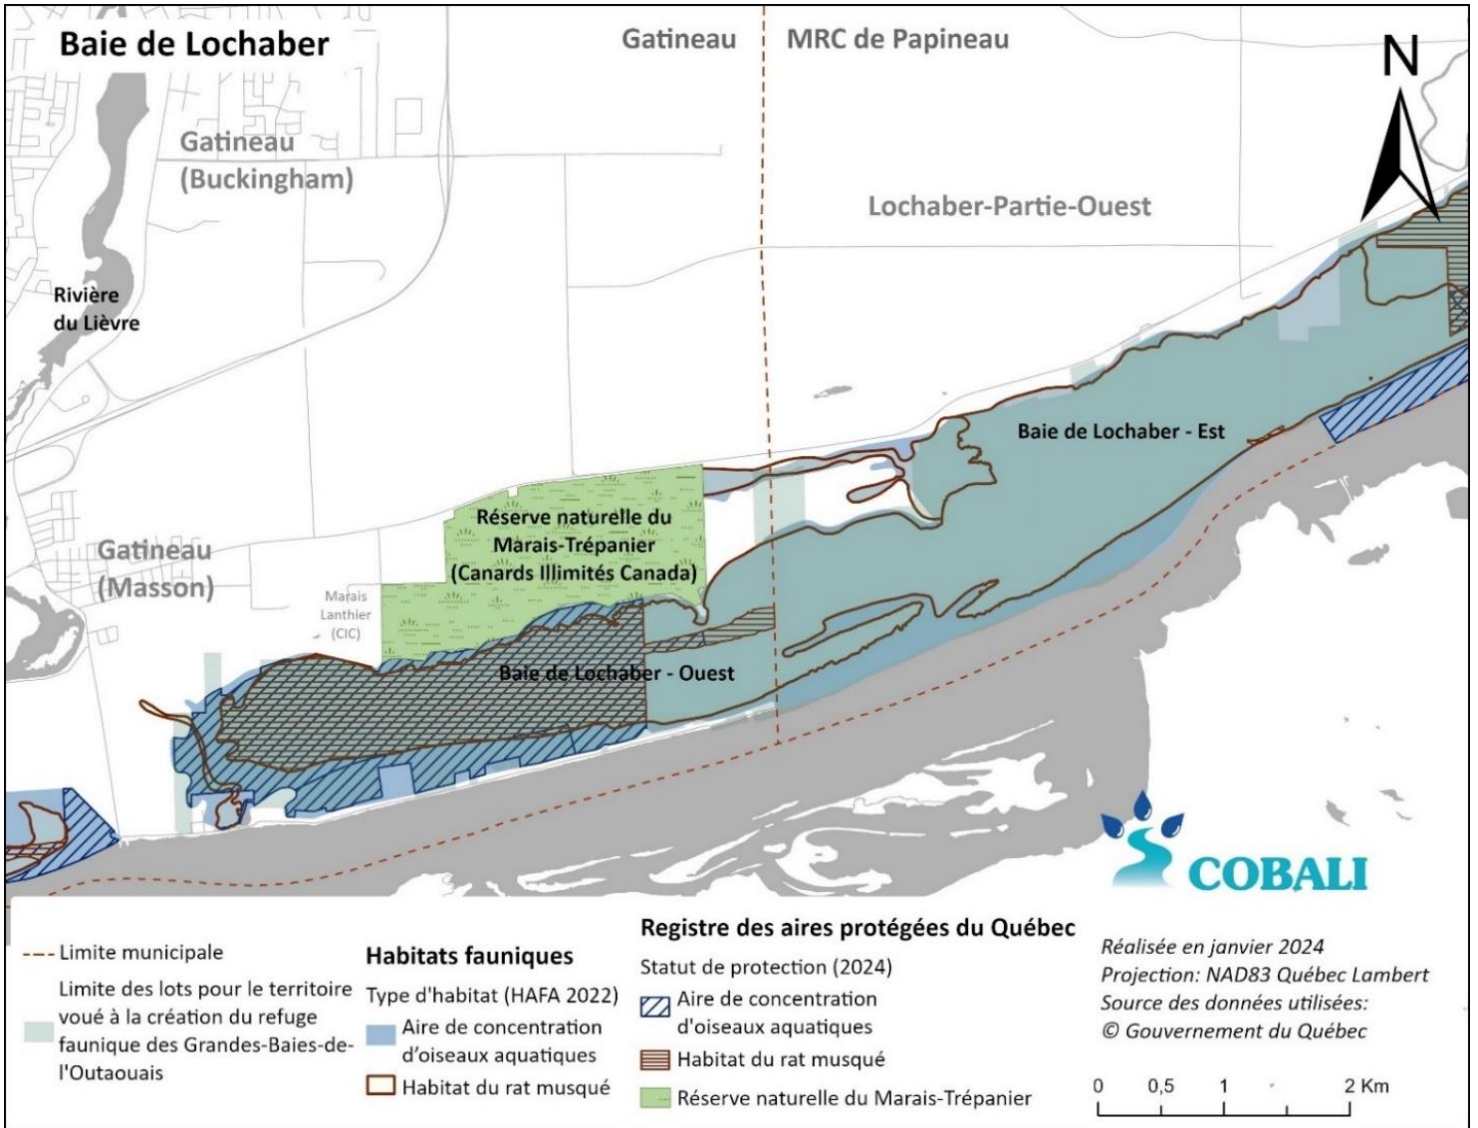 Baie de Lochaber
Gatineau
MRC de Papineau
N
Gatineau
(Buckingham)
Lochaber-Partie-Ouest
Rivière
du Lièvre
Baie de Lochaber - Est
Réserve naturelle du
Marais-Trépanier
(Canards Illimités Canada)
Gatineau
(Masson)
Marais
Lanthier
(CIC)
Baie de Lochaber - Ouest
COBALI
Limite municipale
Limite des lots pour le territoire
voué à la création du refuge
faunique des Grandes-Baies-de-
l'Outaouais
Habitats fauniques
Type d'habitat (HAFA 2022)
Aire de concentration
d’oiseaux aquatiques
Habitat du rat musqué
Registre des aires protégées du Québec
Statut de protection (2024)
Aire de concentration
d'oiseaux aquatiques
Habitat du rat musqué
Réserve naturelle du Marais-Trépanier
Réalisée en janvier 2024
Projection: NAD83 Québec Lambert
Source des données utilisées:
© Gouvernement du Québec
0 0,5 1 2 Km